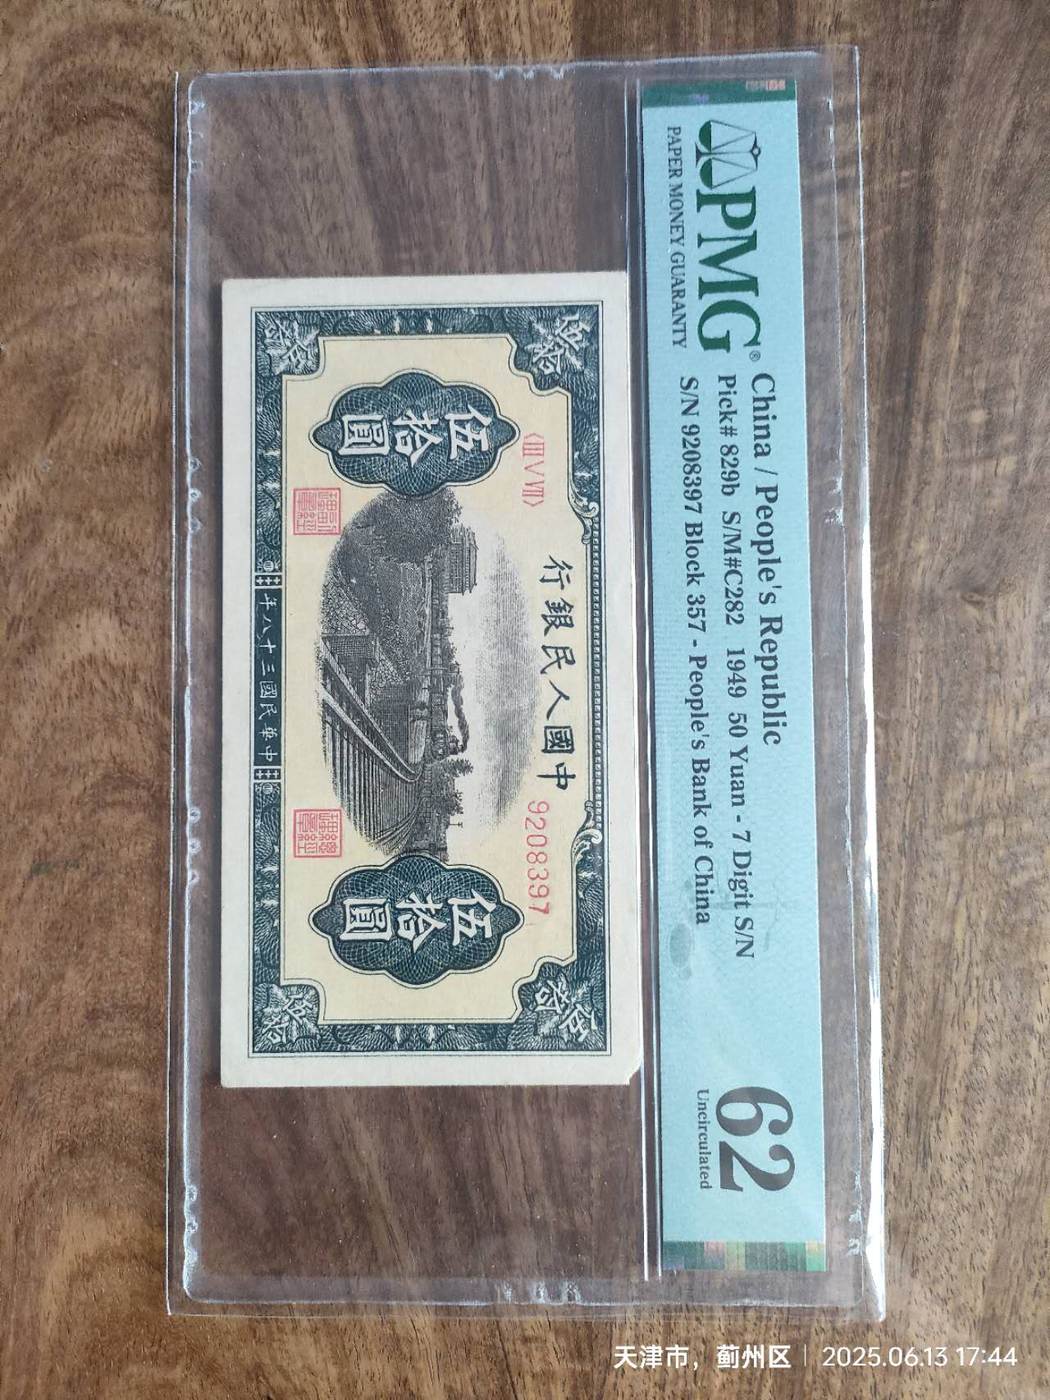 PMG®
PAPER MONEY GUARANTY
China / People's Republic
Pick# 829b S/M#C282 1949 50 Yuan - 7 Digit S/N
S/N 9208397 Block 357 - People's Bank of China
62
Uncirculated
行銀民人國中
〈ⅢⅤⅦ〉
9208397
伍拾圓
伍拾圓
年八十三國民華中
天津市，蓟州区 | 2025.06.13 17:44